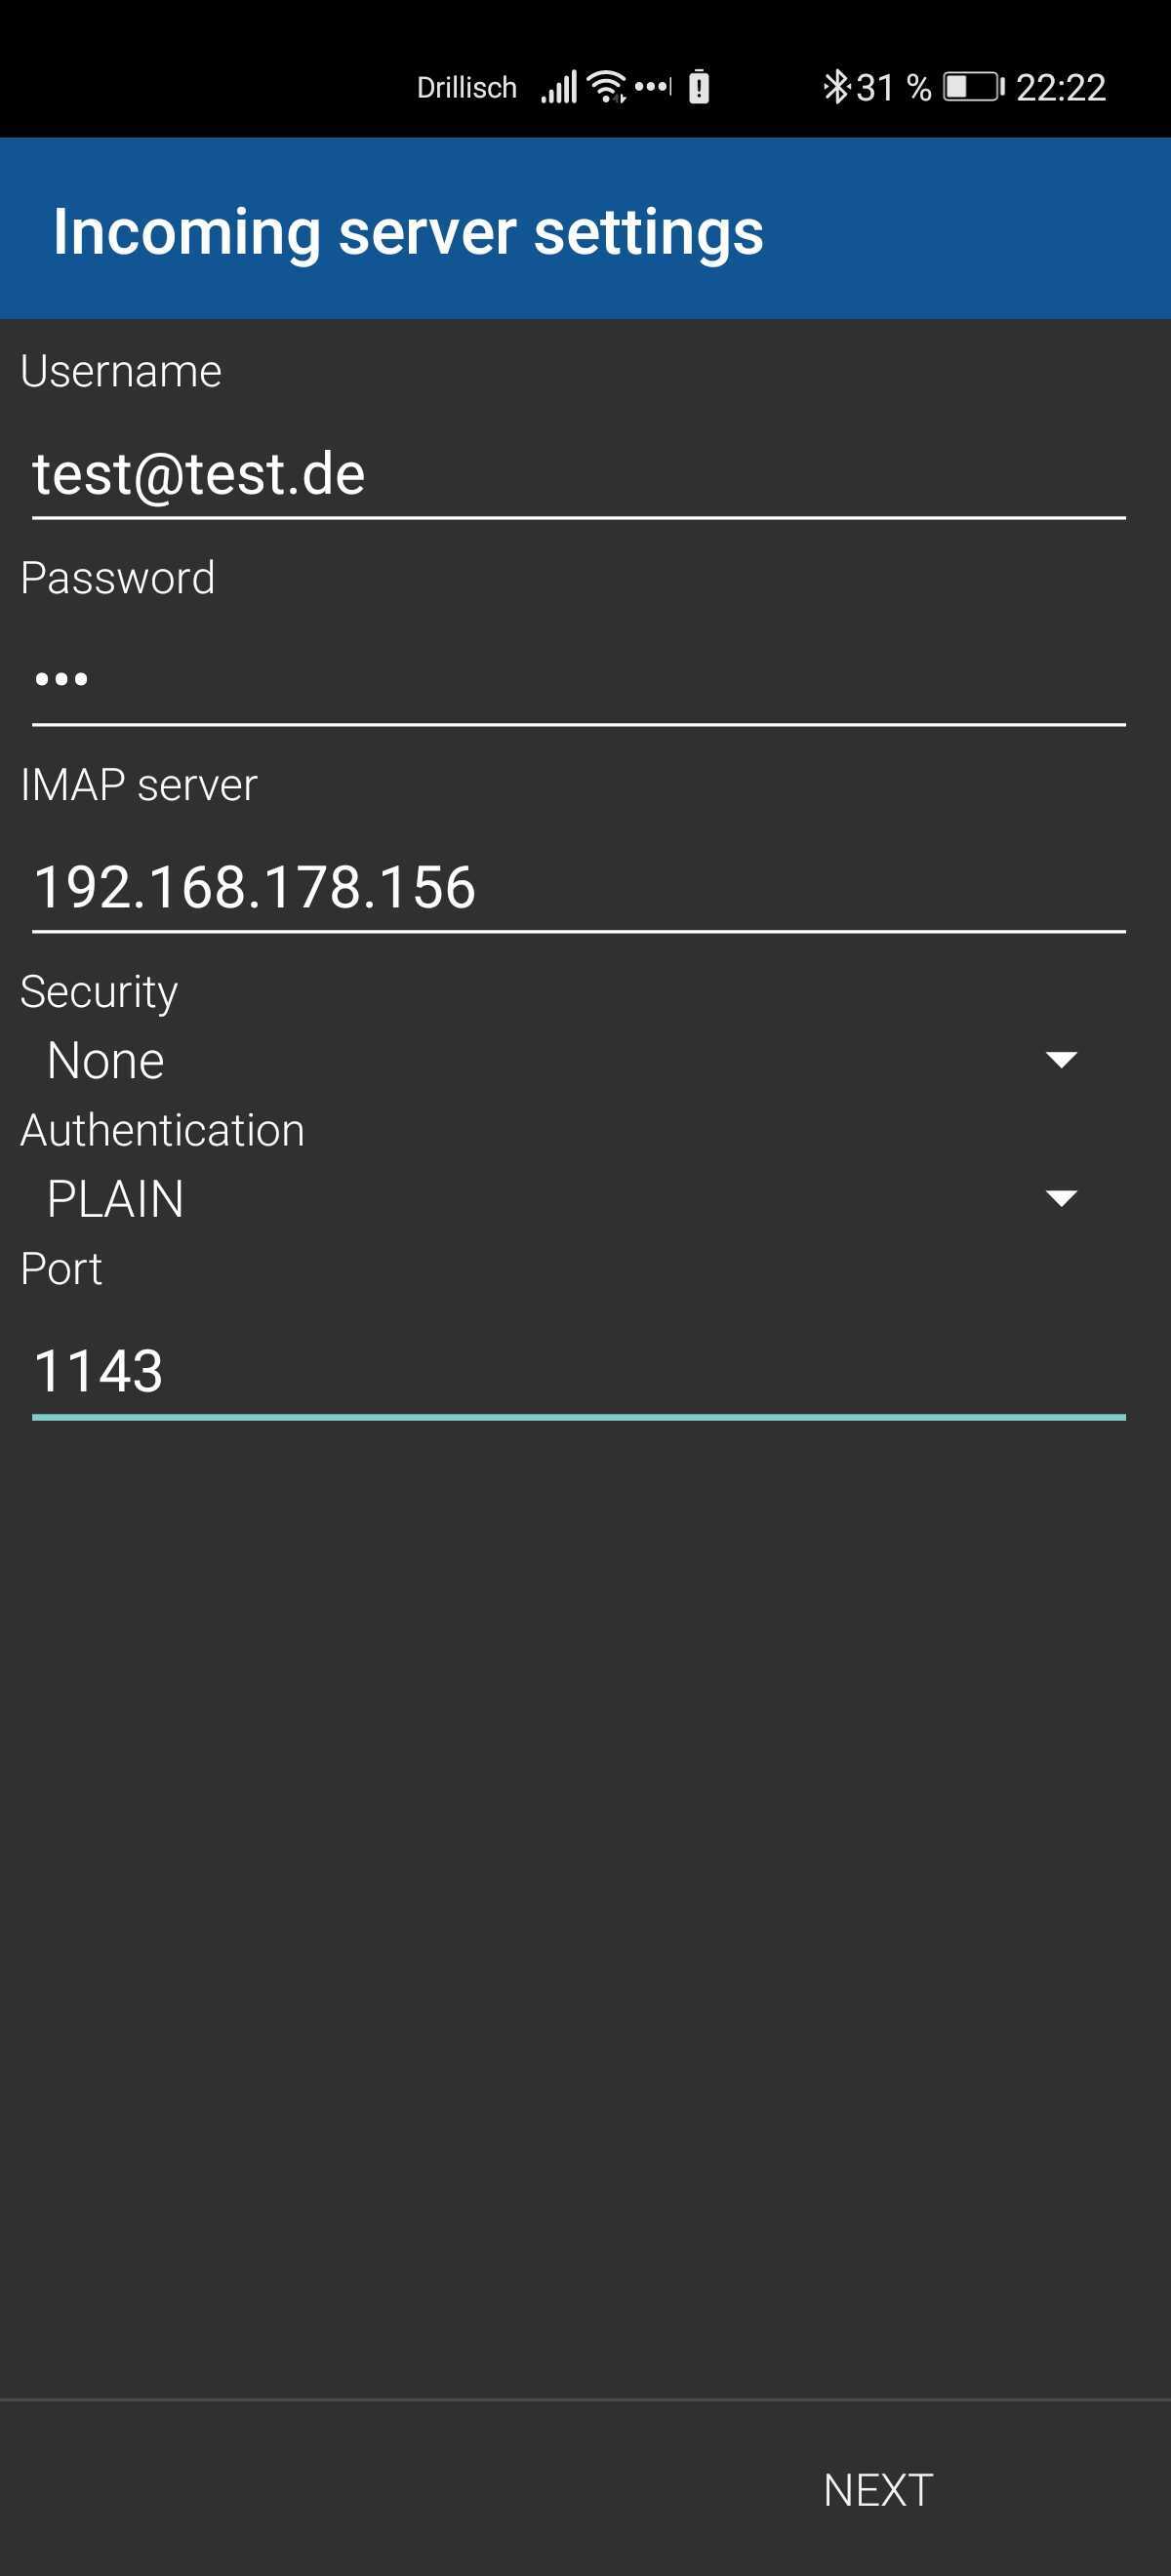 Drillisch 31 % 22:22
Incoming server settings
Username
test@test.de
Password
•••
IMAP server
192.168.178.156
Security
None
Authentication
PLAIN
Port
1143
NEXT